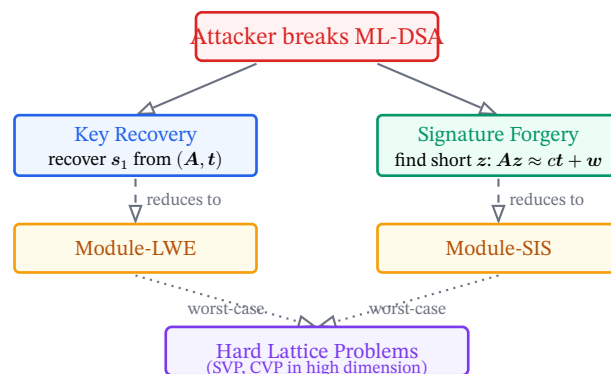 Attacker breaks ML-DSA
Key Recovery
recover s₁ from (A, t)
Signature Forgery
find short z: Az ≈ ct + w
reduces to
reduces to
Module-LWE
Module-SIS
worst-case
worst-case
Hard Lattice Problems
(SVP, CVP in high dimension)